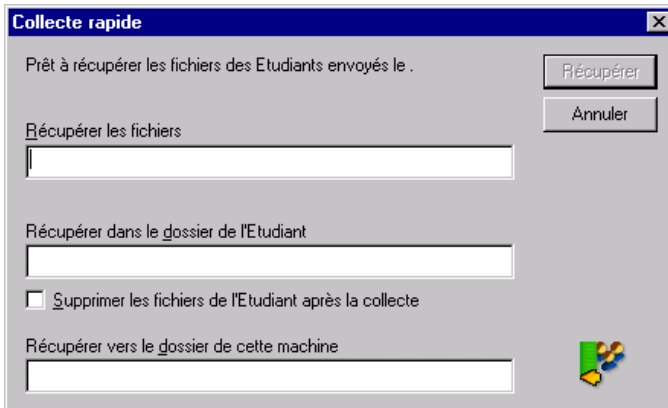 Collecte rapide
Prêt à récupérer les fichiers des Etudiants envoyés le .
Récupérer
Annuler
Récupérer les fichiers
Récupérer dans le dossier de l'Etudiant
Supprimer les fichiers de l'Etudiant après la collecte
Récupérer vers le dossier de cette machine